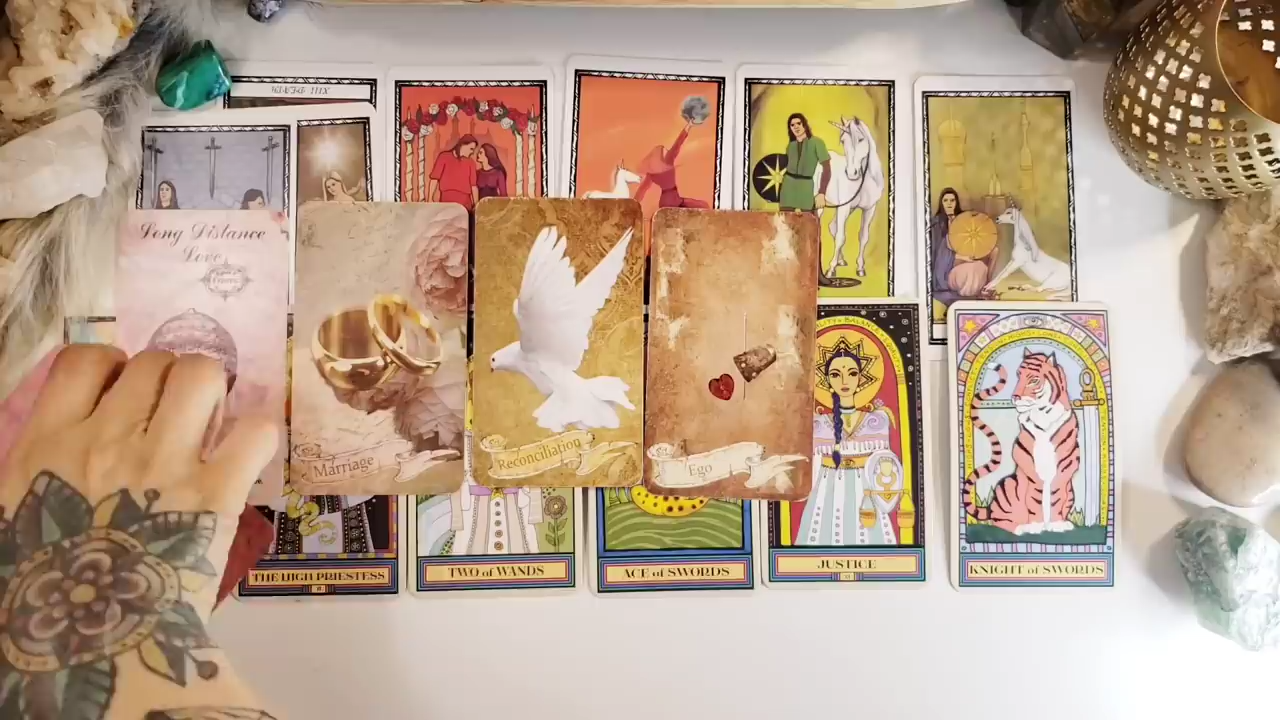 Long Distance
Love
Marriage
Reconciliation
Ego
THE HIGH PRIESTESS
II
TWO of WANDS
ACE of SWORDS
JUSTICE
KNIGHT of SWORDS